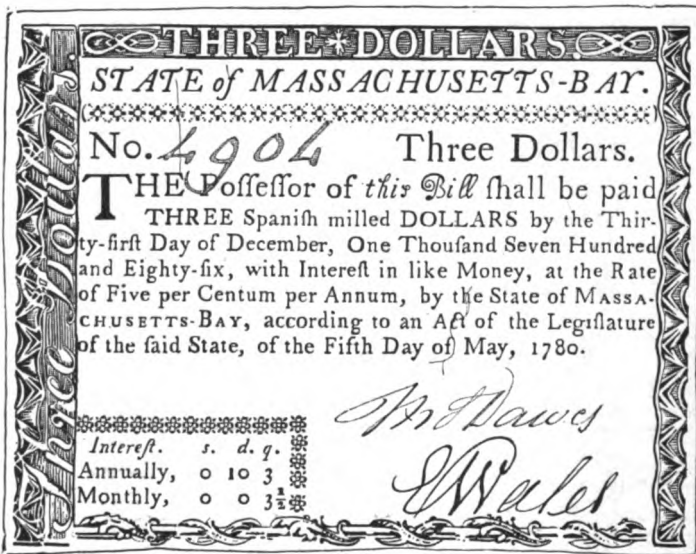 THREE*DOLLARS.
Three Dollars.
STATE of MASSACHUSETTS-BAY.
No. 4904 Three Dollars.
THE Poſſeſſor of this Bill ſhall be paid
THREE Spaniſh milled DOLLARS by the Thir-
ty-firſt Day of December, One Thouſand Seven Hundred
and Eighty-ſix, with Intereſt in like Money, at the Rate
of Five per Centum per Annum, by the State of MASSA-
CHUSETTS-BAY, according to an Act of the Legiſlature
of the ſaid State, of the Fifth Day of May, 1780.
Thos Dawes
E Wales
Intereſt. s. d. q.
Annually, 0 10 3
Monthly, 0 0 3½